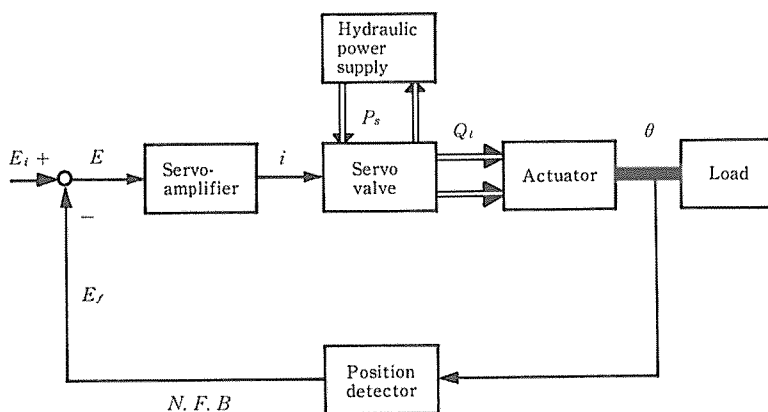 Hydraulic
power
supply
P_s
Q_l
θ
E_i +
E
Servo-
amplifier
i
Servo
valve
Actuator
Load
−
E_f
Position
detector
N, F, B